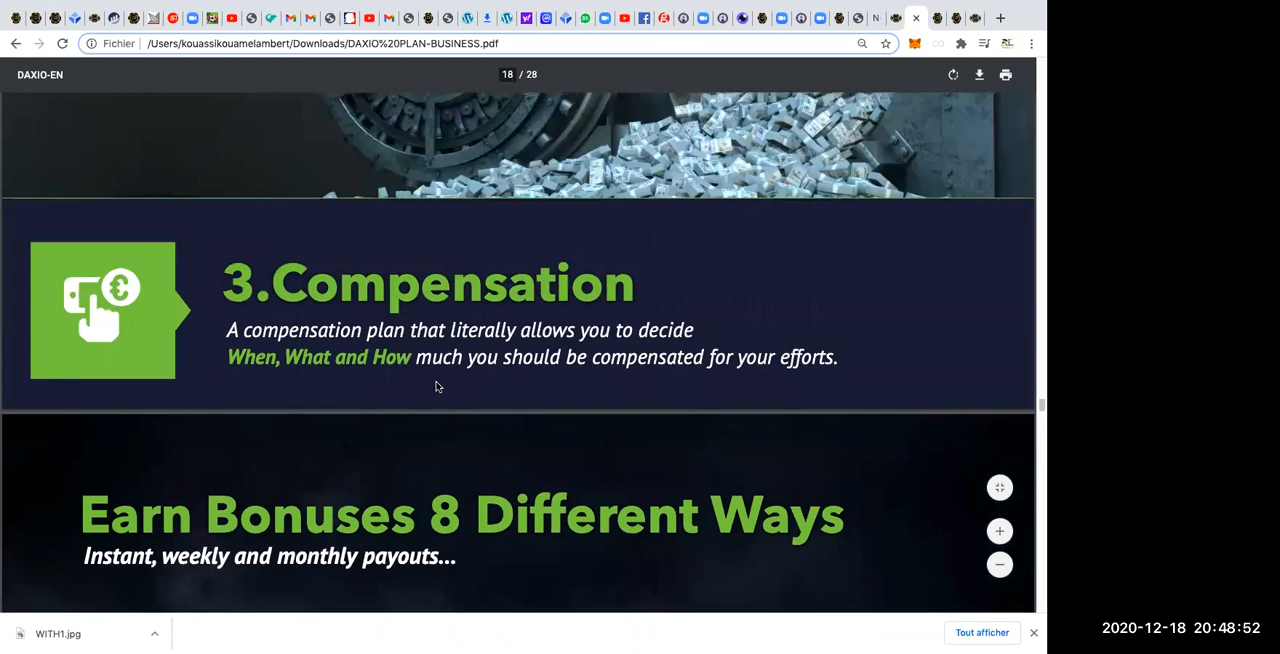 Fichier
/Users/kouassikouamelambert/Downloads/DAXIO%20PLAN-BUSINESS.pdf
DAXIO-EN
18 / 28
3.Compensation
A compensation plan that literally allows you to decide
When, What and How much you should be compensated for your efforts.
Earn Bonuses 8 Different Ways
Instant, weekly and monthly payouts...
WITH1.jpg
Tout afficher
2020-12-18 20:48:52